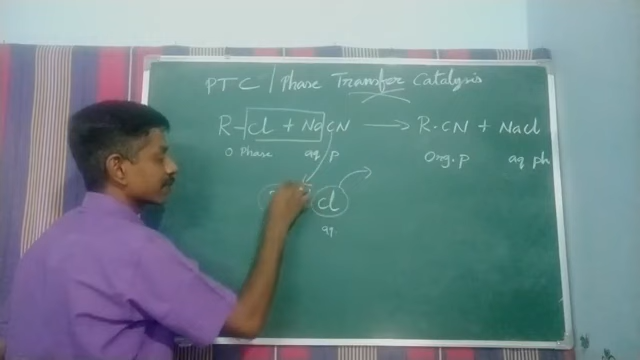 PTC / Phase Transfer Catalysis
R-Cl + NaCN → R-CN + NaCl
O Phase aq p Org. p aq ph
Cl
aq.